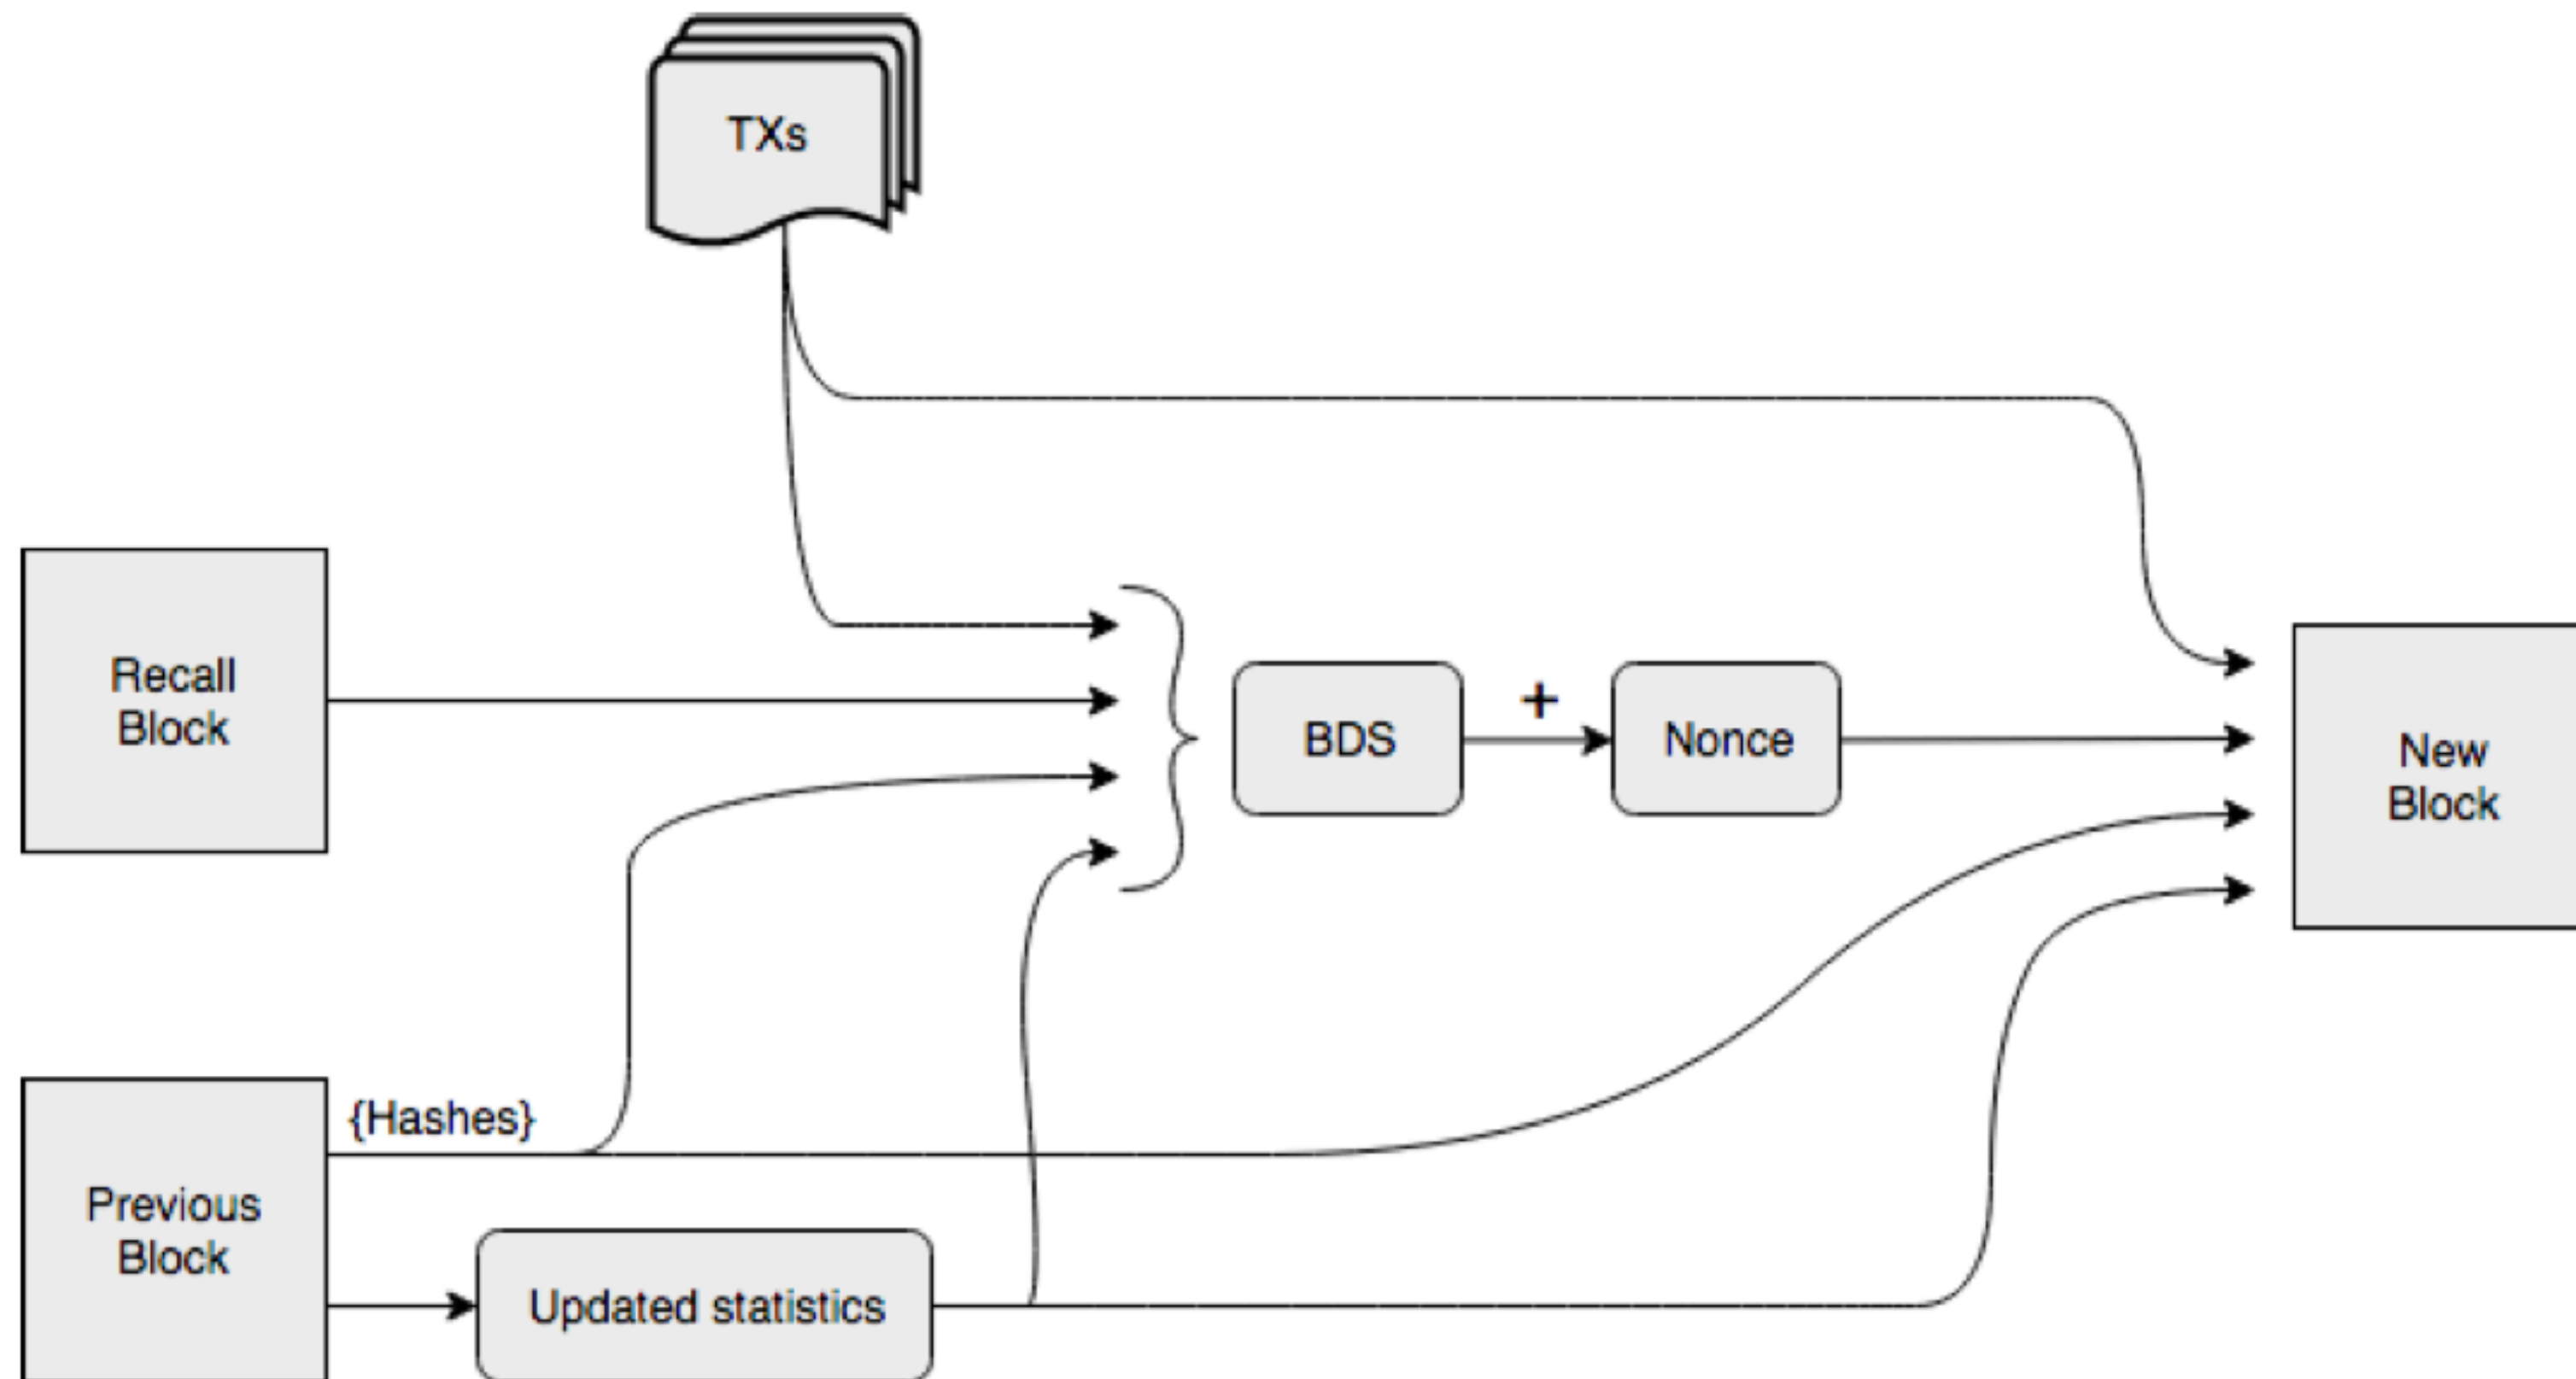 TXs
Recall
Block
BDS
+
Nonce
New
Block
{Hashes}
Previous
Block
Updated statistics